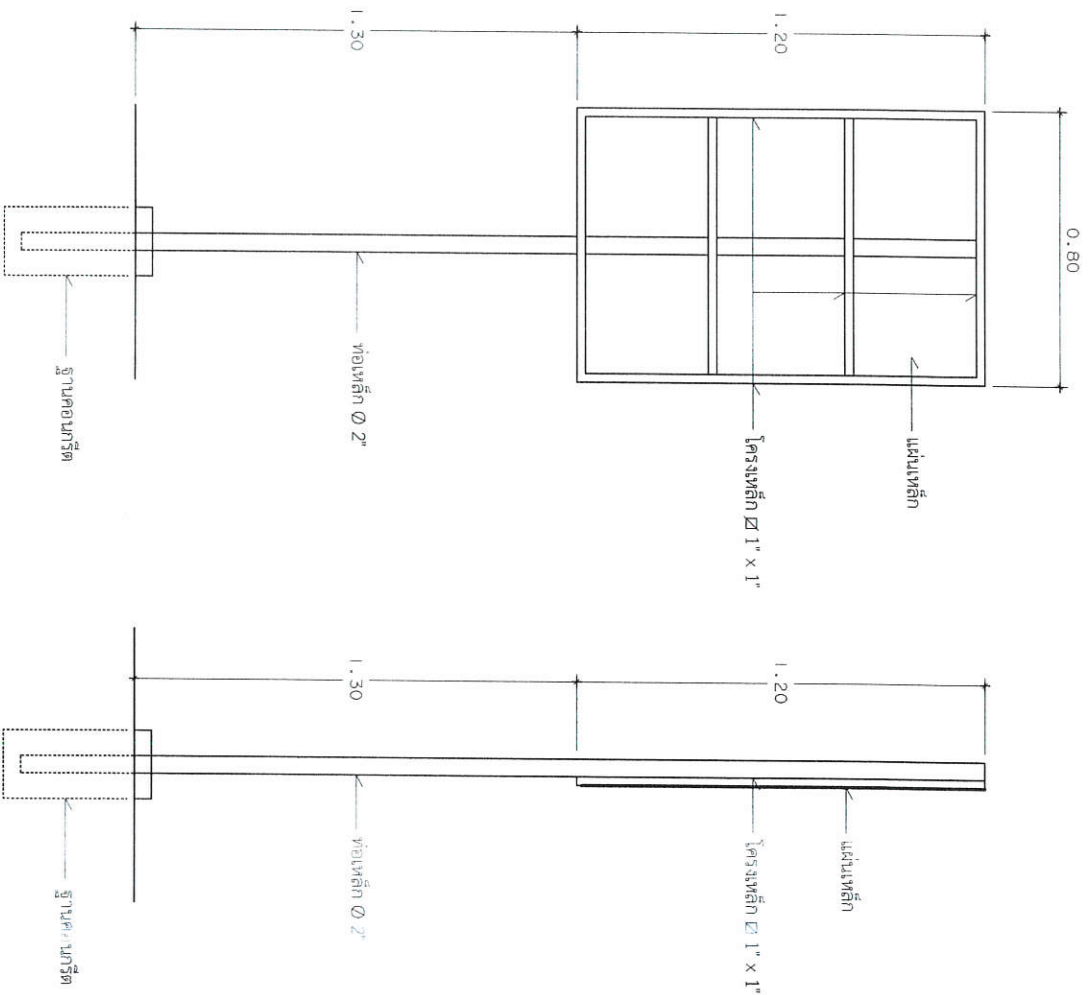 0.80
1.20
1.30
แผ่นเหล็ก
โครงเหล็ก ⍁ 1" x 1"
ท่อเหล็ก Ø 2"
ฐานคอนกรีต
1.20
1.30
แผ่นเหล็ก
โครงเหล็ก ⍁ 1" x 1"
ท่อเหล็ก Ø 2"
ฐานคอนกรีต